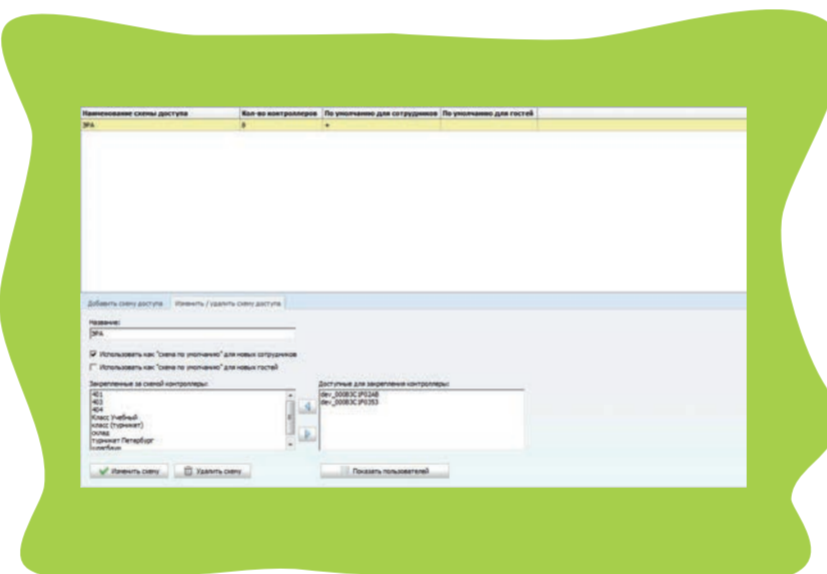 Наименование схемы доступа Кол-во контроллеров По умолчанию для сотрудников По умолчанию для гостей
ЭРА 8 +
Добавить схему доступа Изменить / удалить схему доступа
Название:
ЭРА
Использовать как "схема по умолчанию" для новых сотрудников
Использовать как "схема по умолчанию" для новых гостей
Закрепленные за схемой контроллеры: Доступные для закрепления контроллеры:
401
403
404
Класс Учебный
класс (турникет)
склад
турникет Петербург
Изменить схему Удалить схему Показать пользователей